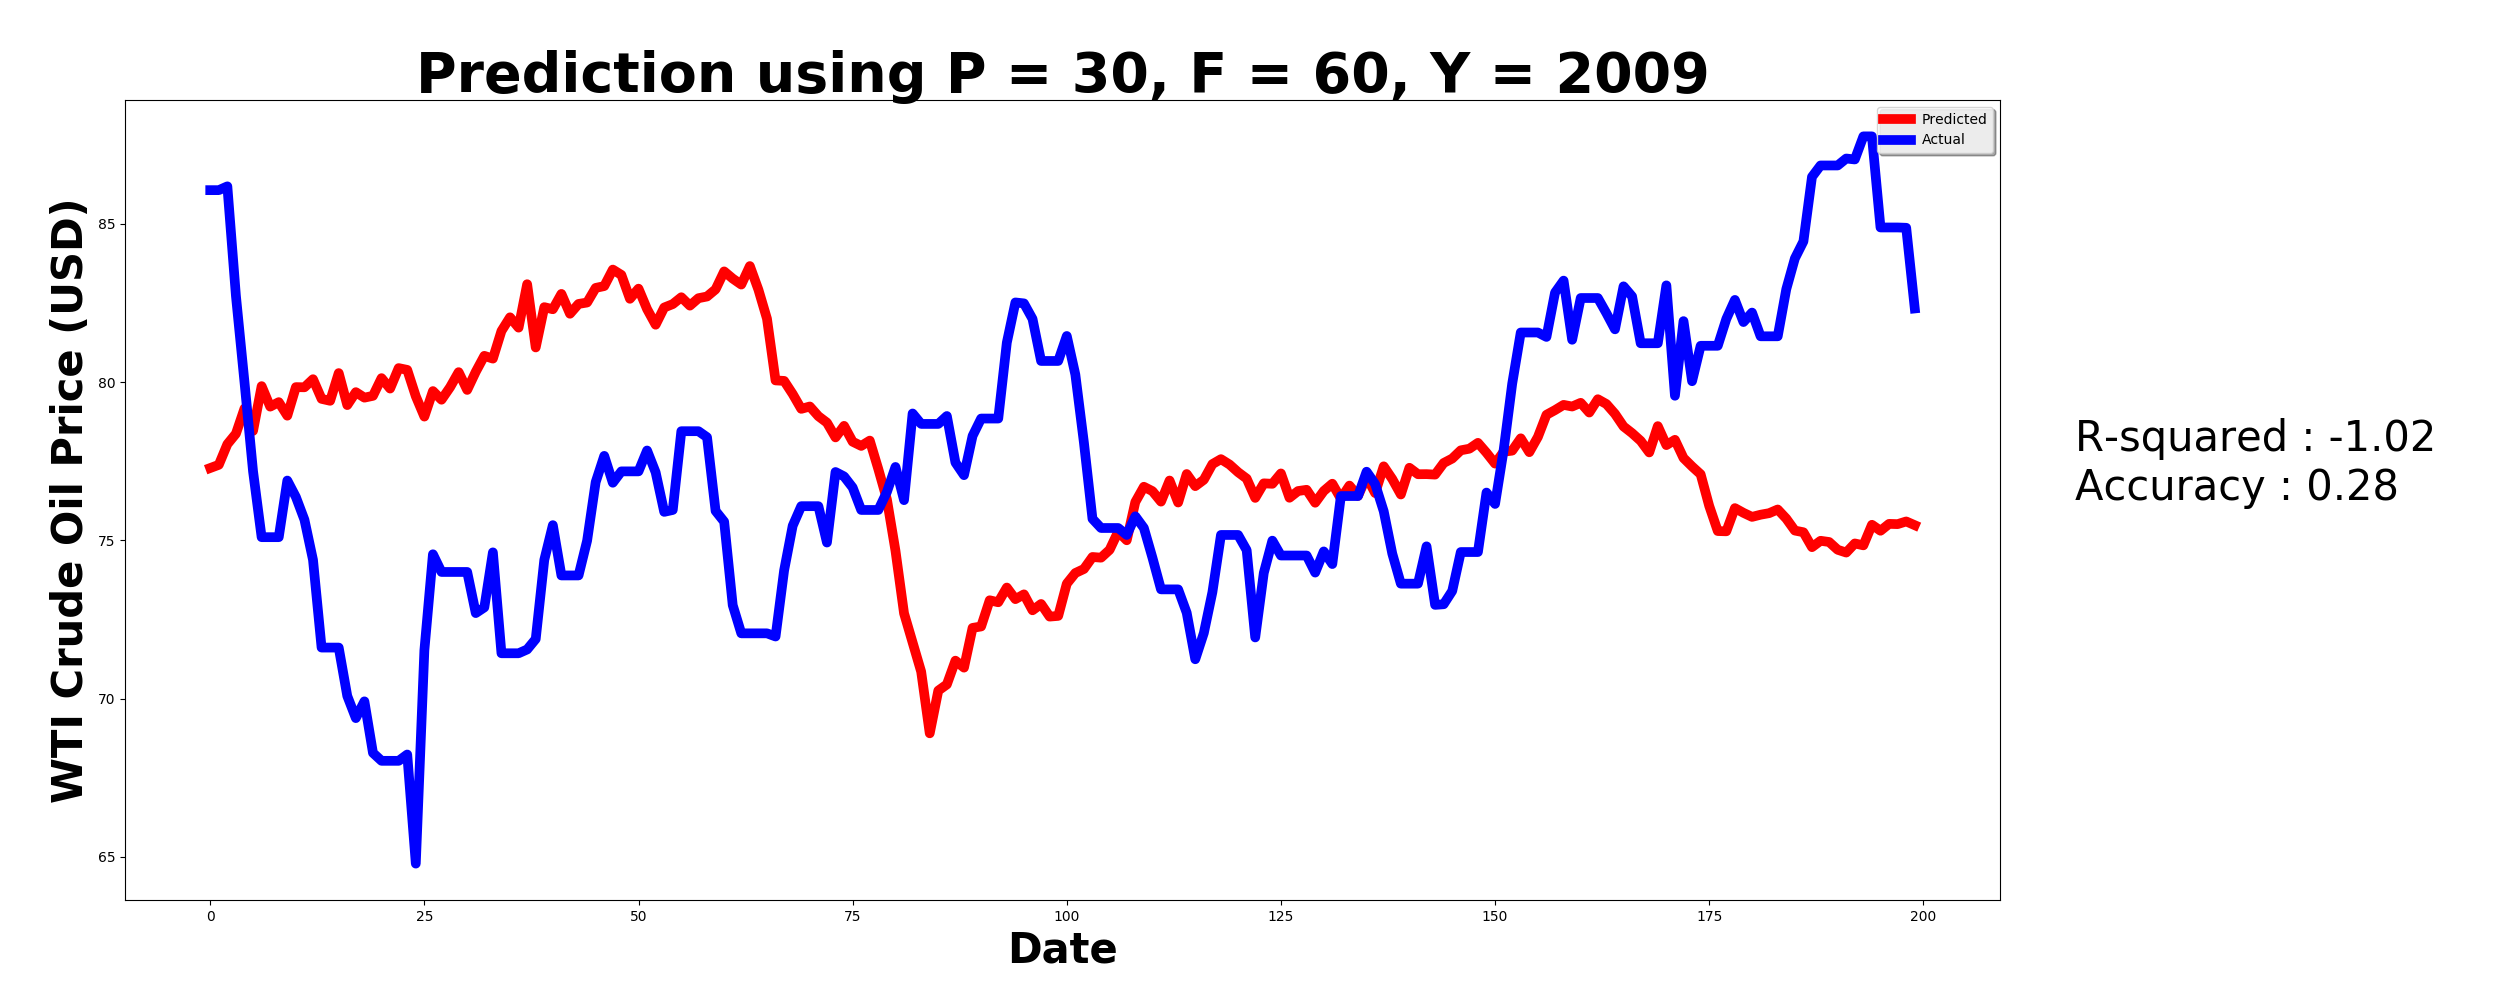 Prediction using P = 30, F = 60, Y = 2009
Predicted
Actual
WTI Crude Oil Price (USD)
85
80
75
70
65
0 25 50 75 100 125 150 175 200
Date
R-squared : -1.02
Accuracy : 0.28